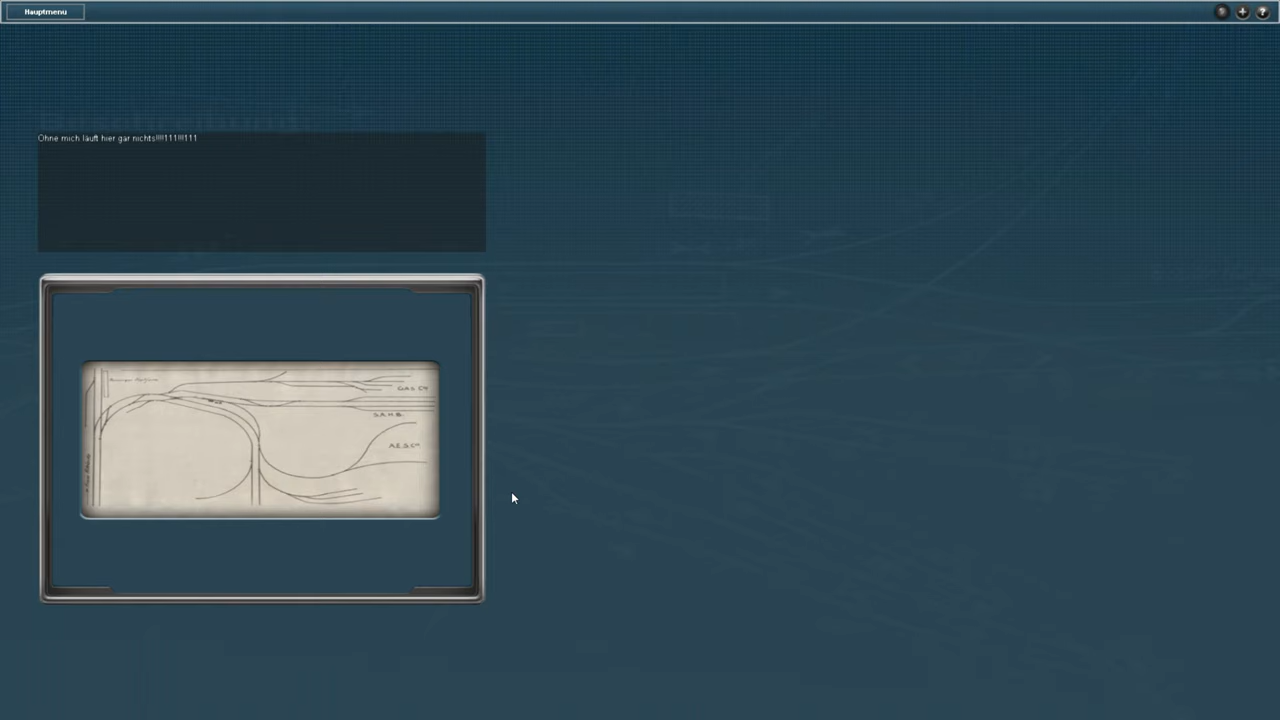 Hauptmenu
?
Ohne mich läuft hier gar nichts!!!!111!!!111
GAS Co
S.A.H.B.
A.E.S.Co